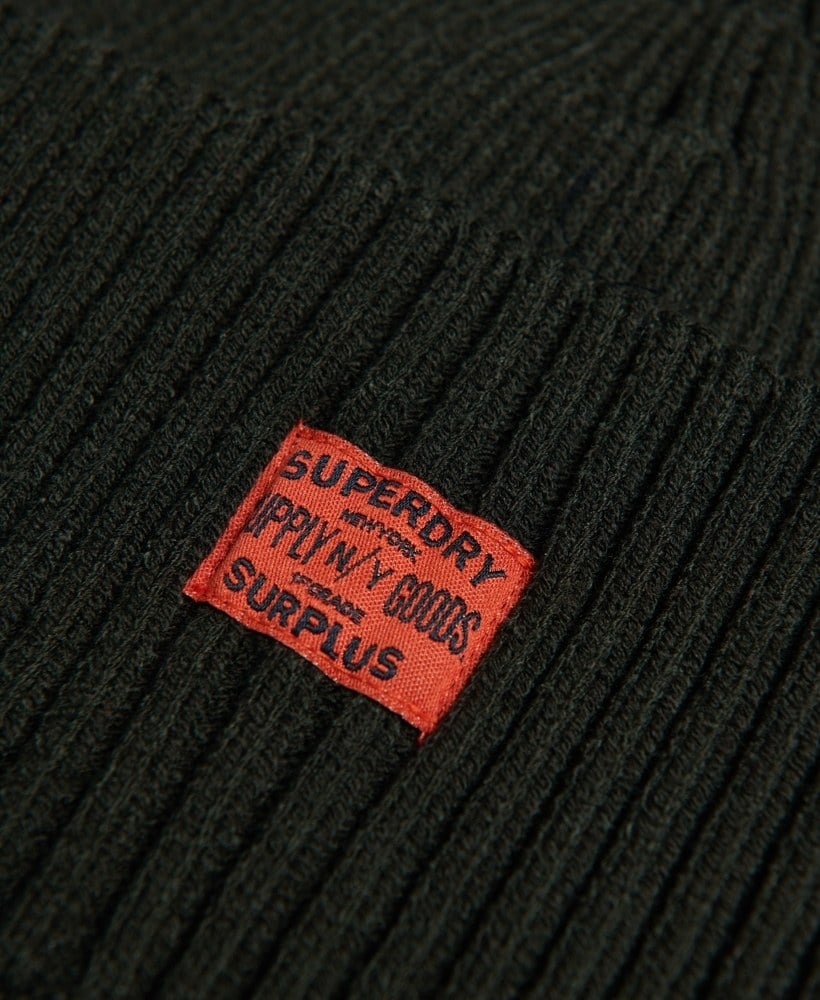 SUPERDRY
NEW YORK
UPPLY N/Y GOODS.
SURPLUS